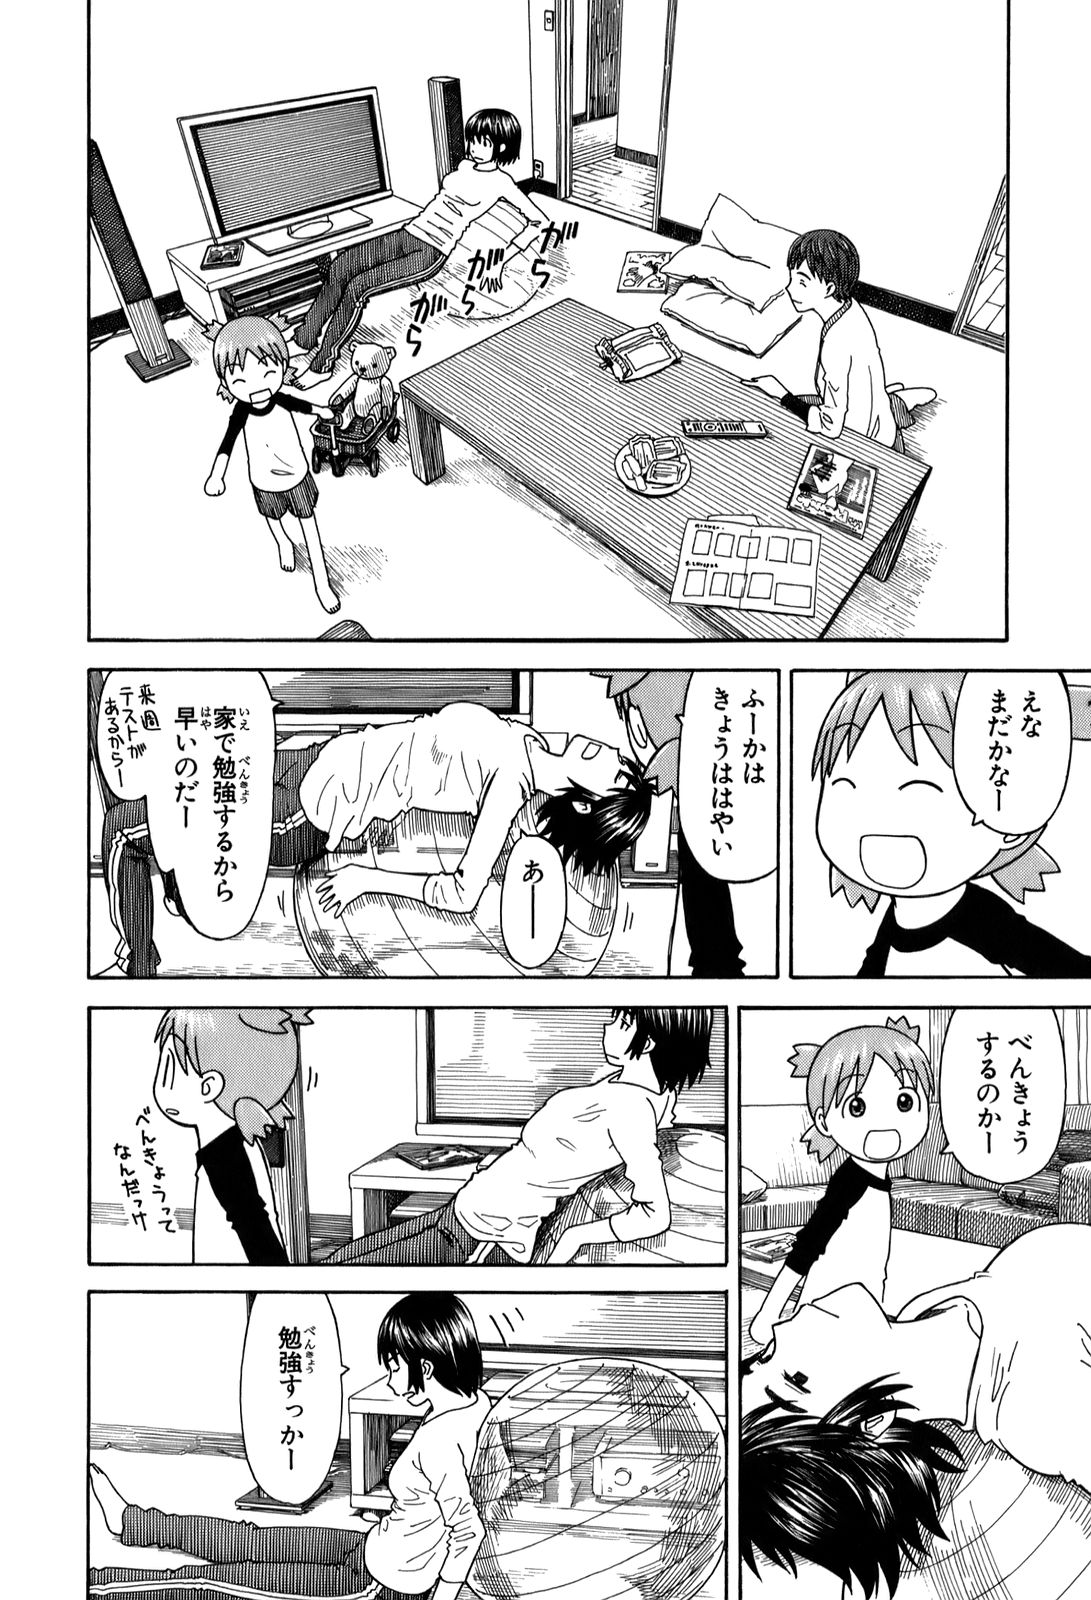 がらがらがら
えな
まだかなー
ふーかは
きょうははやい
あー
家で勉強するから
早いのだー
来週
テストが
あるからー
べんきょう
するのかー
べんきょうって
なんだっけ
勉強すっかー